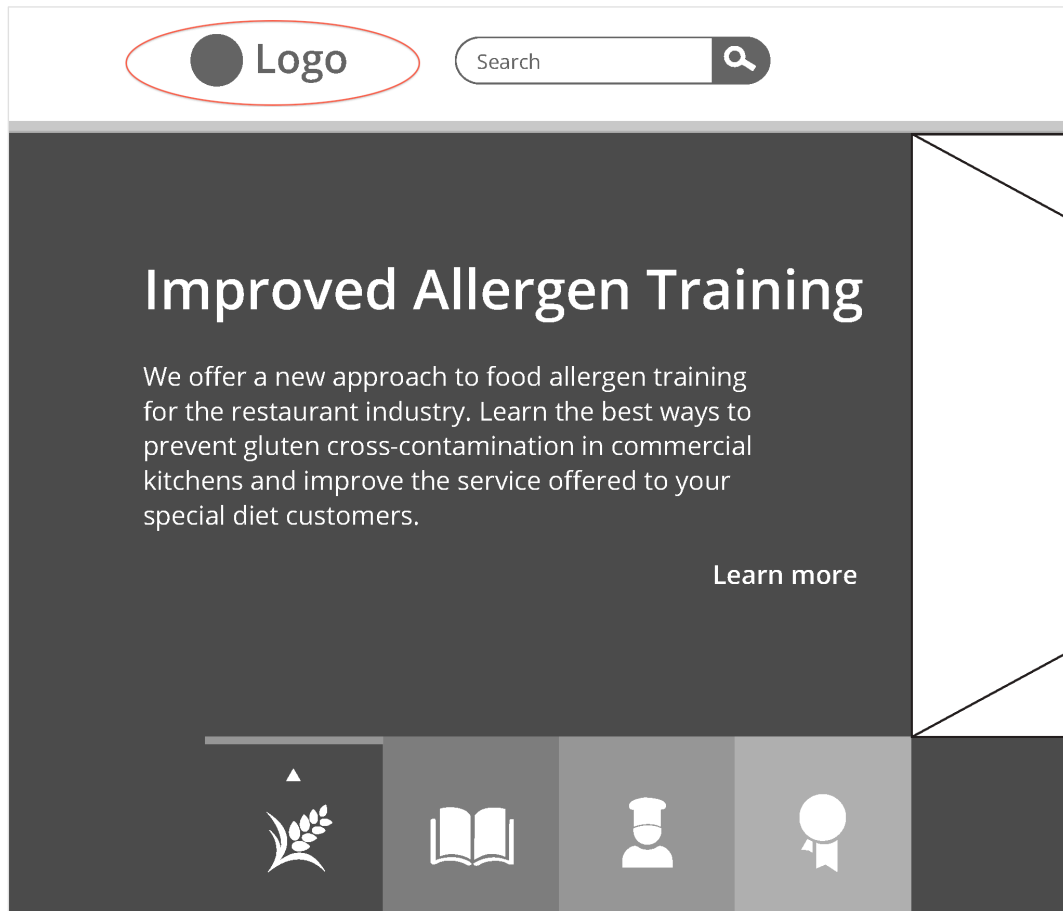 Logo
Search
Improved Allergen Training
We offer a new approach to food allergen training
for the restaurant industry. Learn the best ways to
prevent gluten cross-contamination in commercial
kitchens and improve the service offered to your
special diet customers.
Learn more